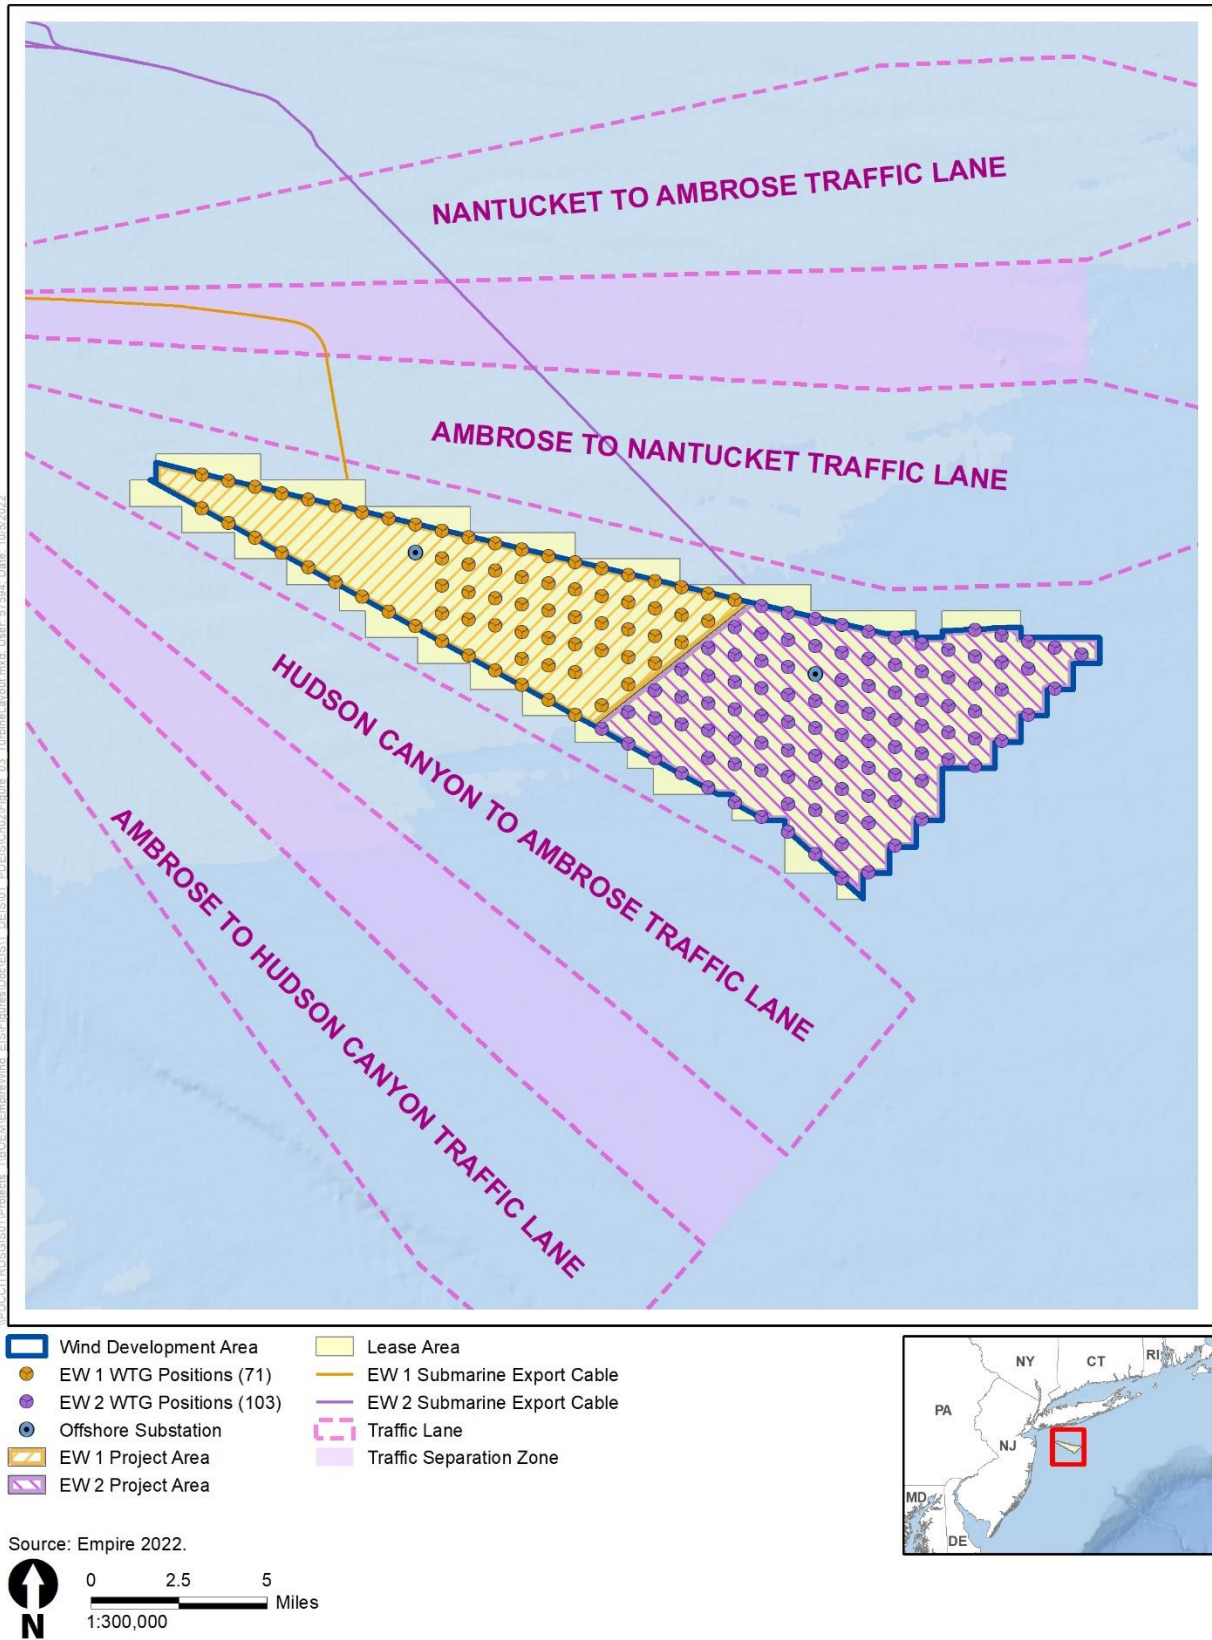 NANTUCKET TO AMBROSE TRAFFIC LANE
AMBROSE TO NANTUCKET TRAFFIC LANE
HUDSON CANYON TO AMBROSE TRAFFIC LANE
AMBROSE TO HUDSON CANYON TRAFFIC LANE
Wind Development Area
EW 1 WTG Positions (71)
EW 2 WTG Positions (103)
Offshore Substation
EW 1 Project Area
EW 2 Project Area
Lease Area
EW 1 Submarine Export Cable
EW 2 Submarine Export Cable
Traffic Lane
Traffic Separation Zone
NY
CT
RI
PA
NJ
MD
DE
Source: Empire 2022.
N
0 2.5 5
Miles
1:300,000